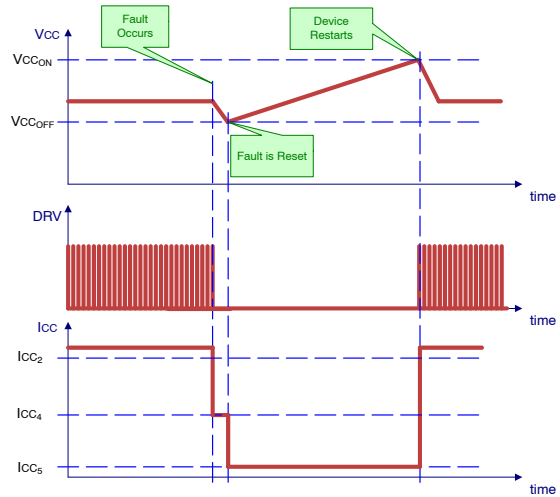 Fault
Occurs
Device
Restarts
VCC
VCCON
VCCOFF
Fault is Reset
time
DRV
time
ICC
ICC2
ICC4
ICC5
time